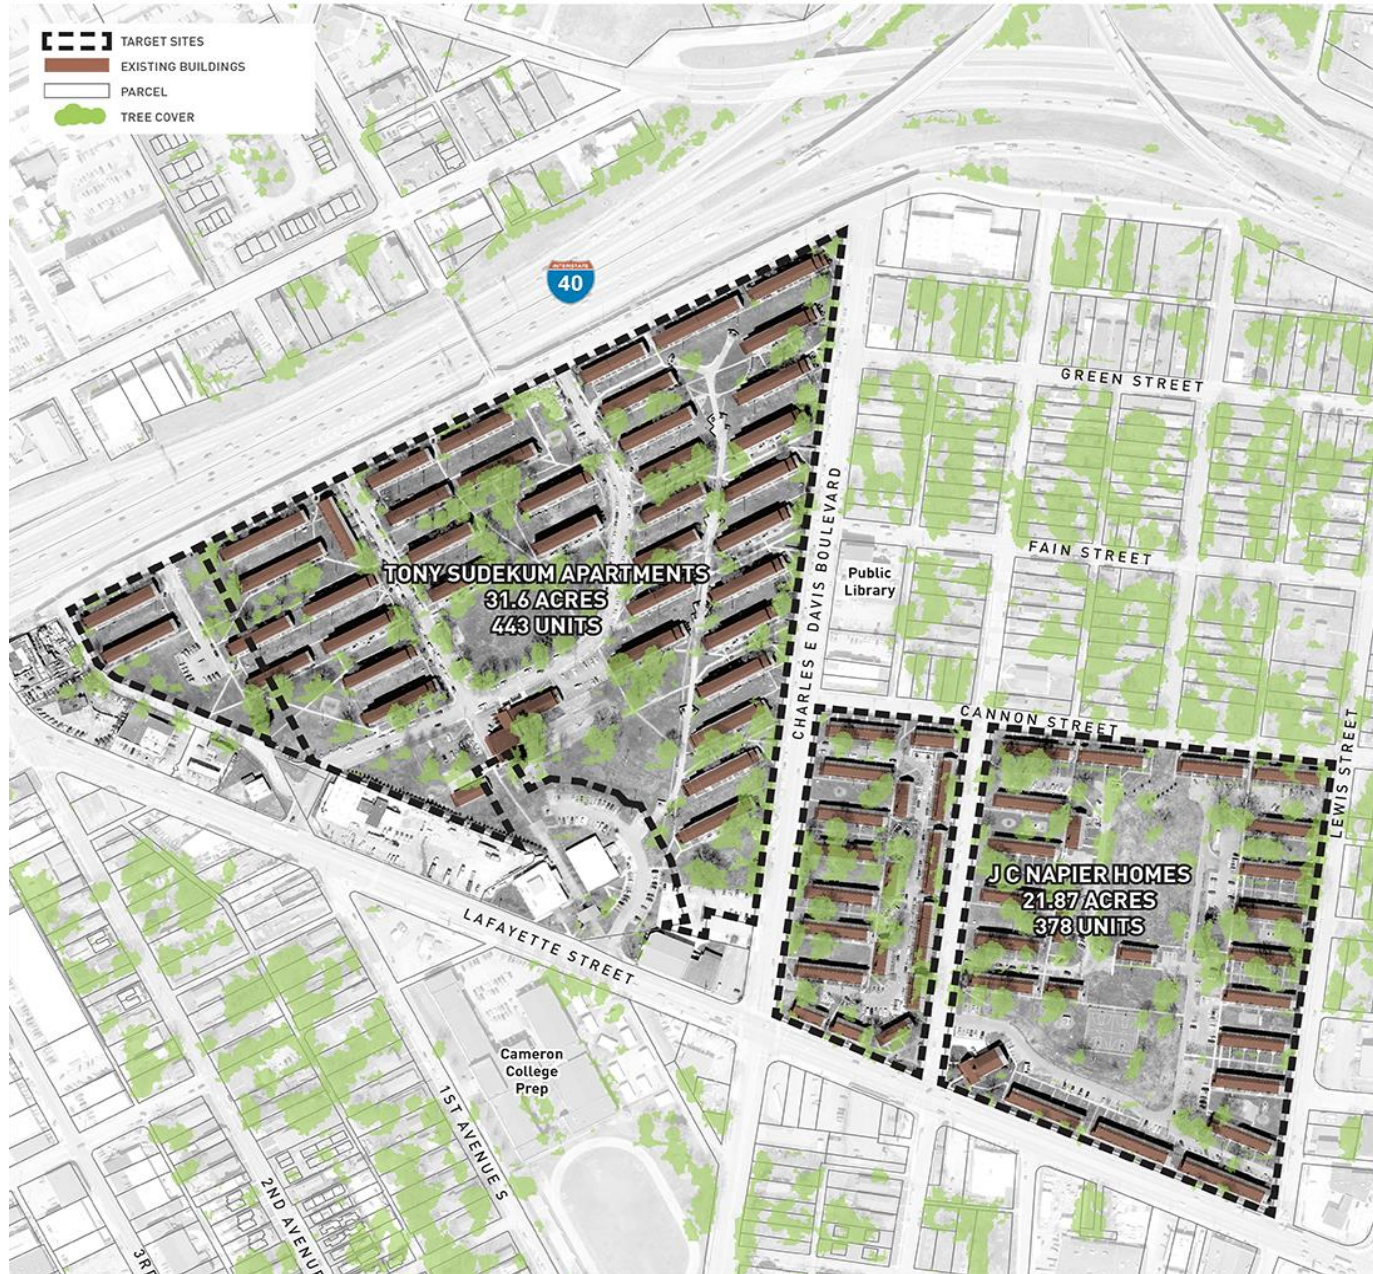 TARGET SITES
EXISTING BUILDINGS
PARCEL
TREE COVER
INTERSTATE
40
GREEN STREET
FAIN STREET
CHARLES E DAVIS BOULEVARD
Public
Library
TONY SUDEKUM APARTMENTS
31.6 ACRES
443 UNITS
CANNON STREET
LEWIS STREET
J C NAPIER HOMES
21.87 ACRES
378 UNITS
LAFAYETTE STREET
Cameron
College
Prep
1ST AVENUE S
2ND AVENUE
3R